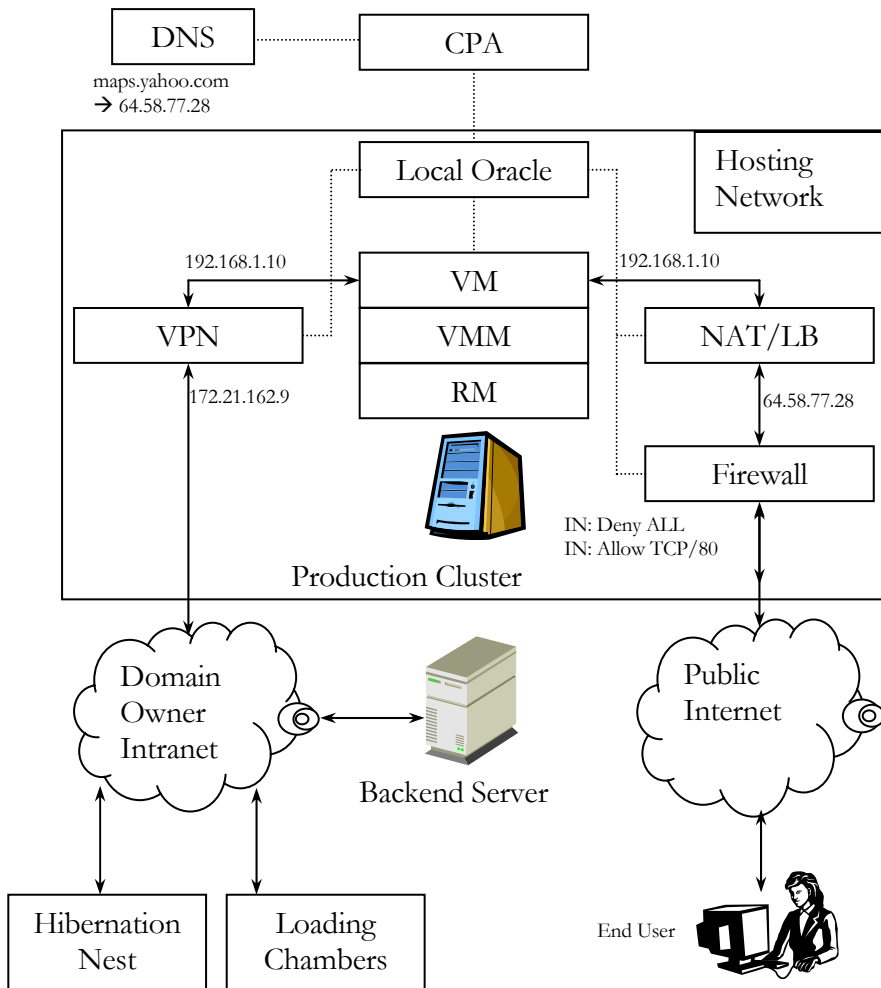 DNS
CPA
maps.yahoo.com
→ 64.58.77.28
Local Oracle
Hosting
Network
192.168.1.10
192.168.1.10
VM
VPN
VMM
NAT/LB
RM
172.21.162.9
64.58.77.28
Firewall
IN: Deny ALL
IN: Allow TCP/80
Production Cluster
Domain
Owner
Intranet
Public
Internet
Backend Server
Hibernation
Nest
Loading
Chambers
End User